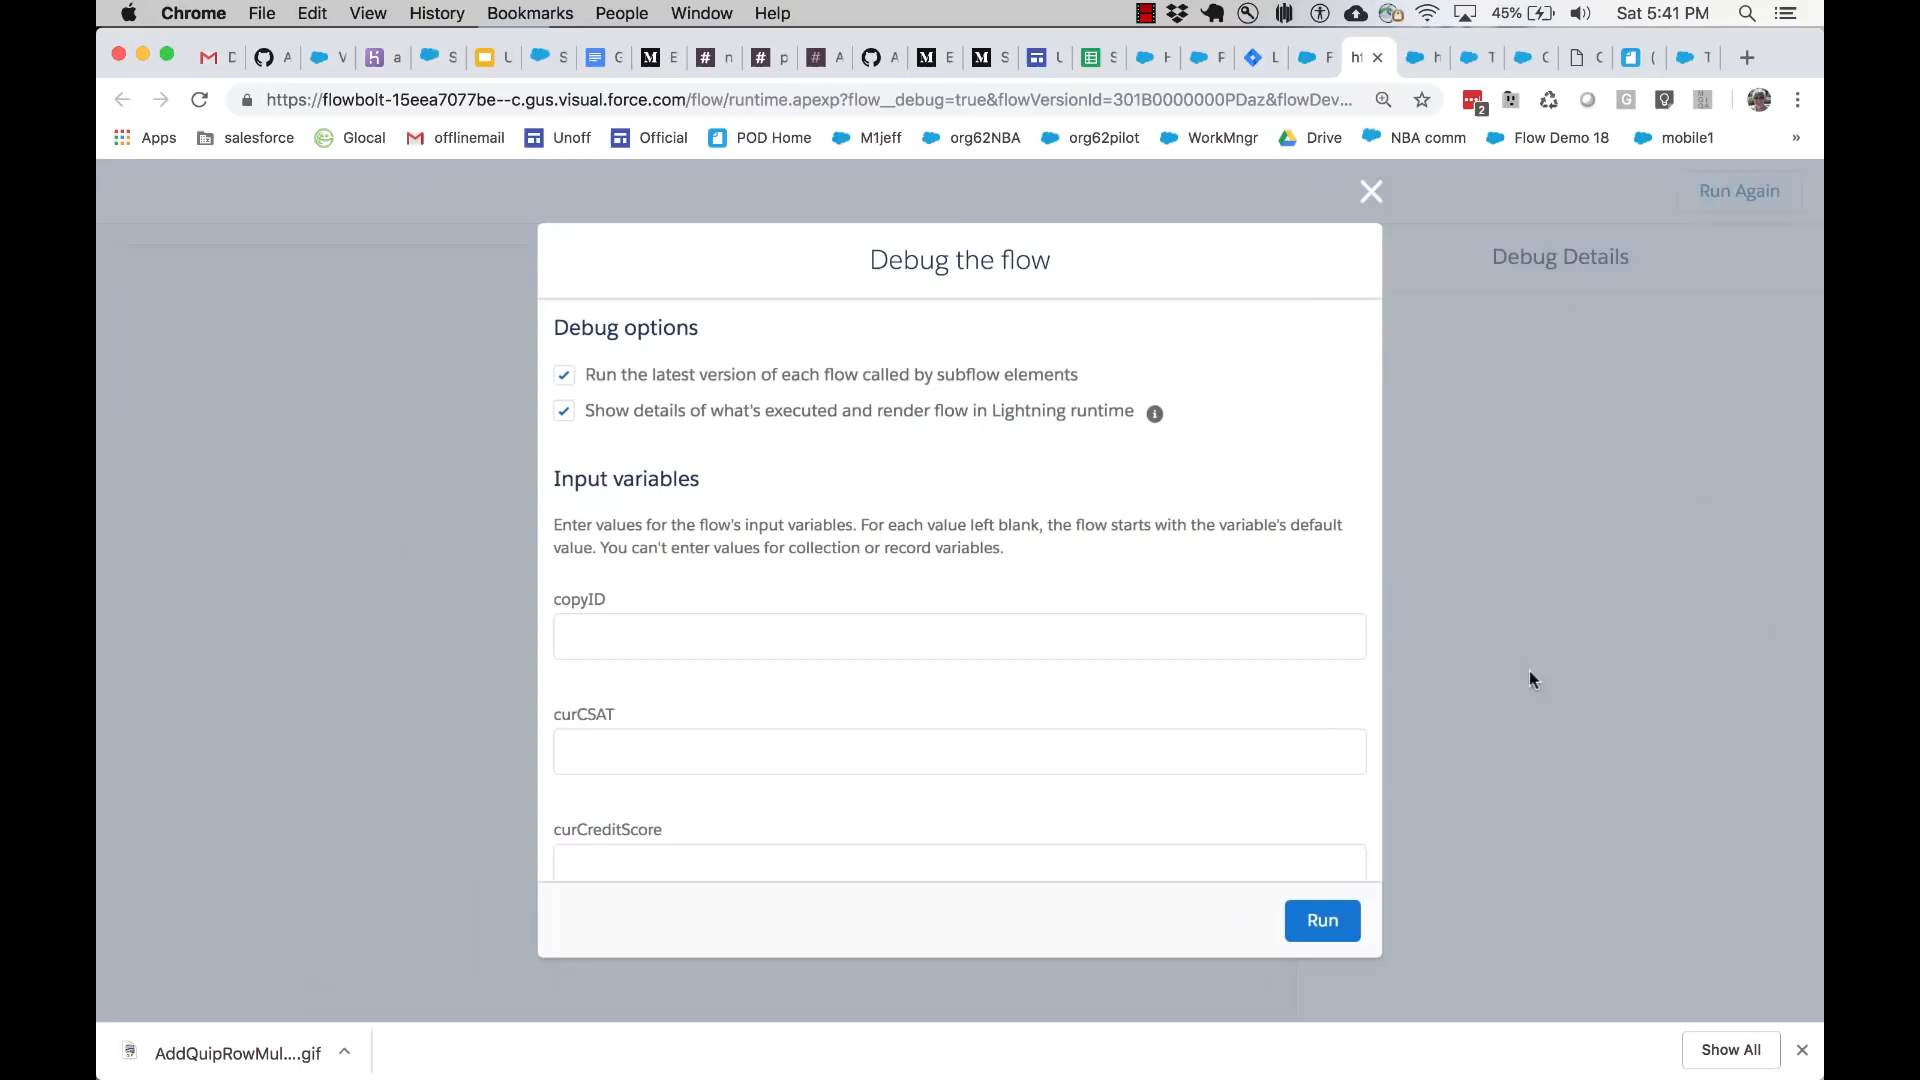 Chrome File Edit View History Bookmarks People Window Help 45% Sat 5:41 PM
D A V a S U S G E n p A A E S U S H P L F ht h T C C ( T
https://flowbolt-15eea7077be--c.gus.visual.force.com/flow/runtime.apexp?flow__debug=true&flowVersionId=301B0000000PDaz&flowDev... 2
Apps salesforce Glocal offlinemail Unoff Official POD Home M1jeff org62NBA org62pilot WorkMngr Drive NBA comm Flow Demo 18 mobile1 »
Run Again
Debug the flow
Debug Details
Debug options
Run the latest version of each flow called by subflow elements
Show details of what's executed and render flow in Lightning runtime
Input variables
Enter values for the flow's input variables. For each value left blank, the flow starts with the variable's default
value. You can't enter values for collection or record variables.
copyID
curCSAT
curCreditScore
Run
AddQuipRowMul....gif
Show All